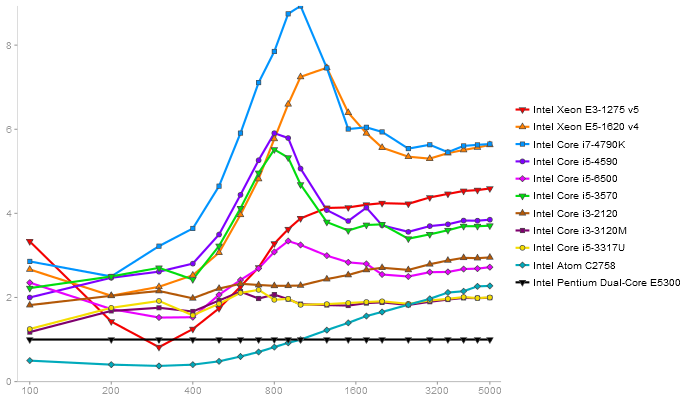 8
6
4
2
0
100
200
400
800
1600
3200
5000
Intel Xeon E3-1275 v5
Intel Xeon E5-1620 v4
Intel Core i7-4790K
Intel Core i5-4590
Intel Core i5-6500
Intel Core i5-3570
Intel Core i3-2120
Intel Core i3-3120M
Intel Core i5-3317U
Intel Atom C2758
Intel Pentium Dual-Core E5300